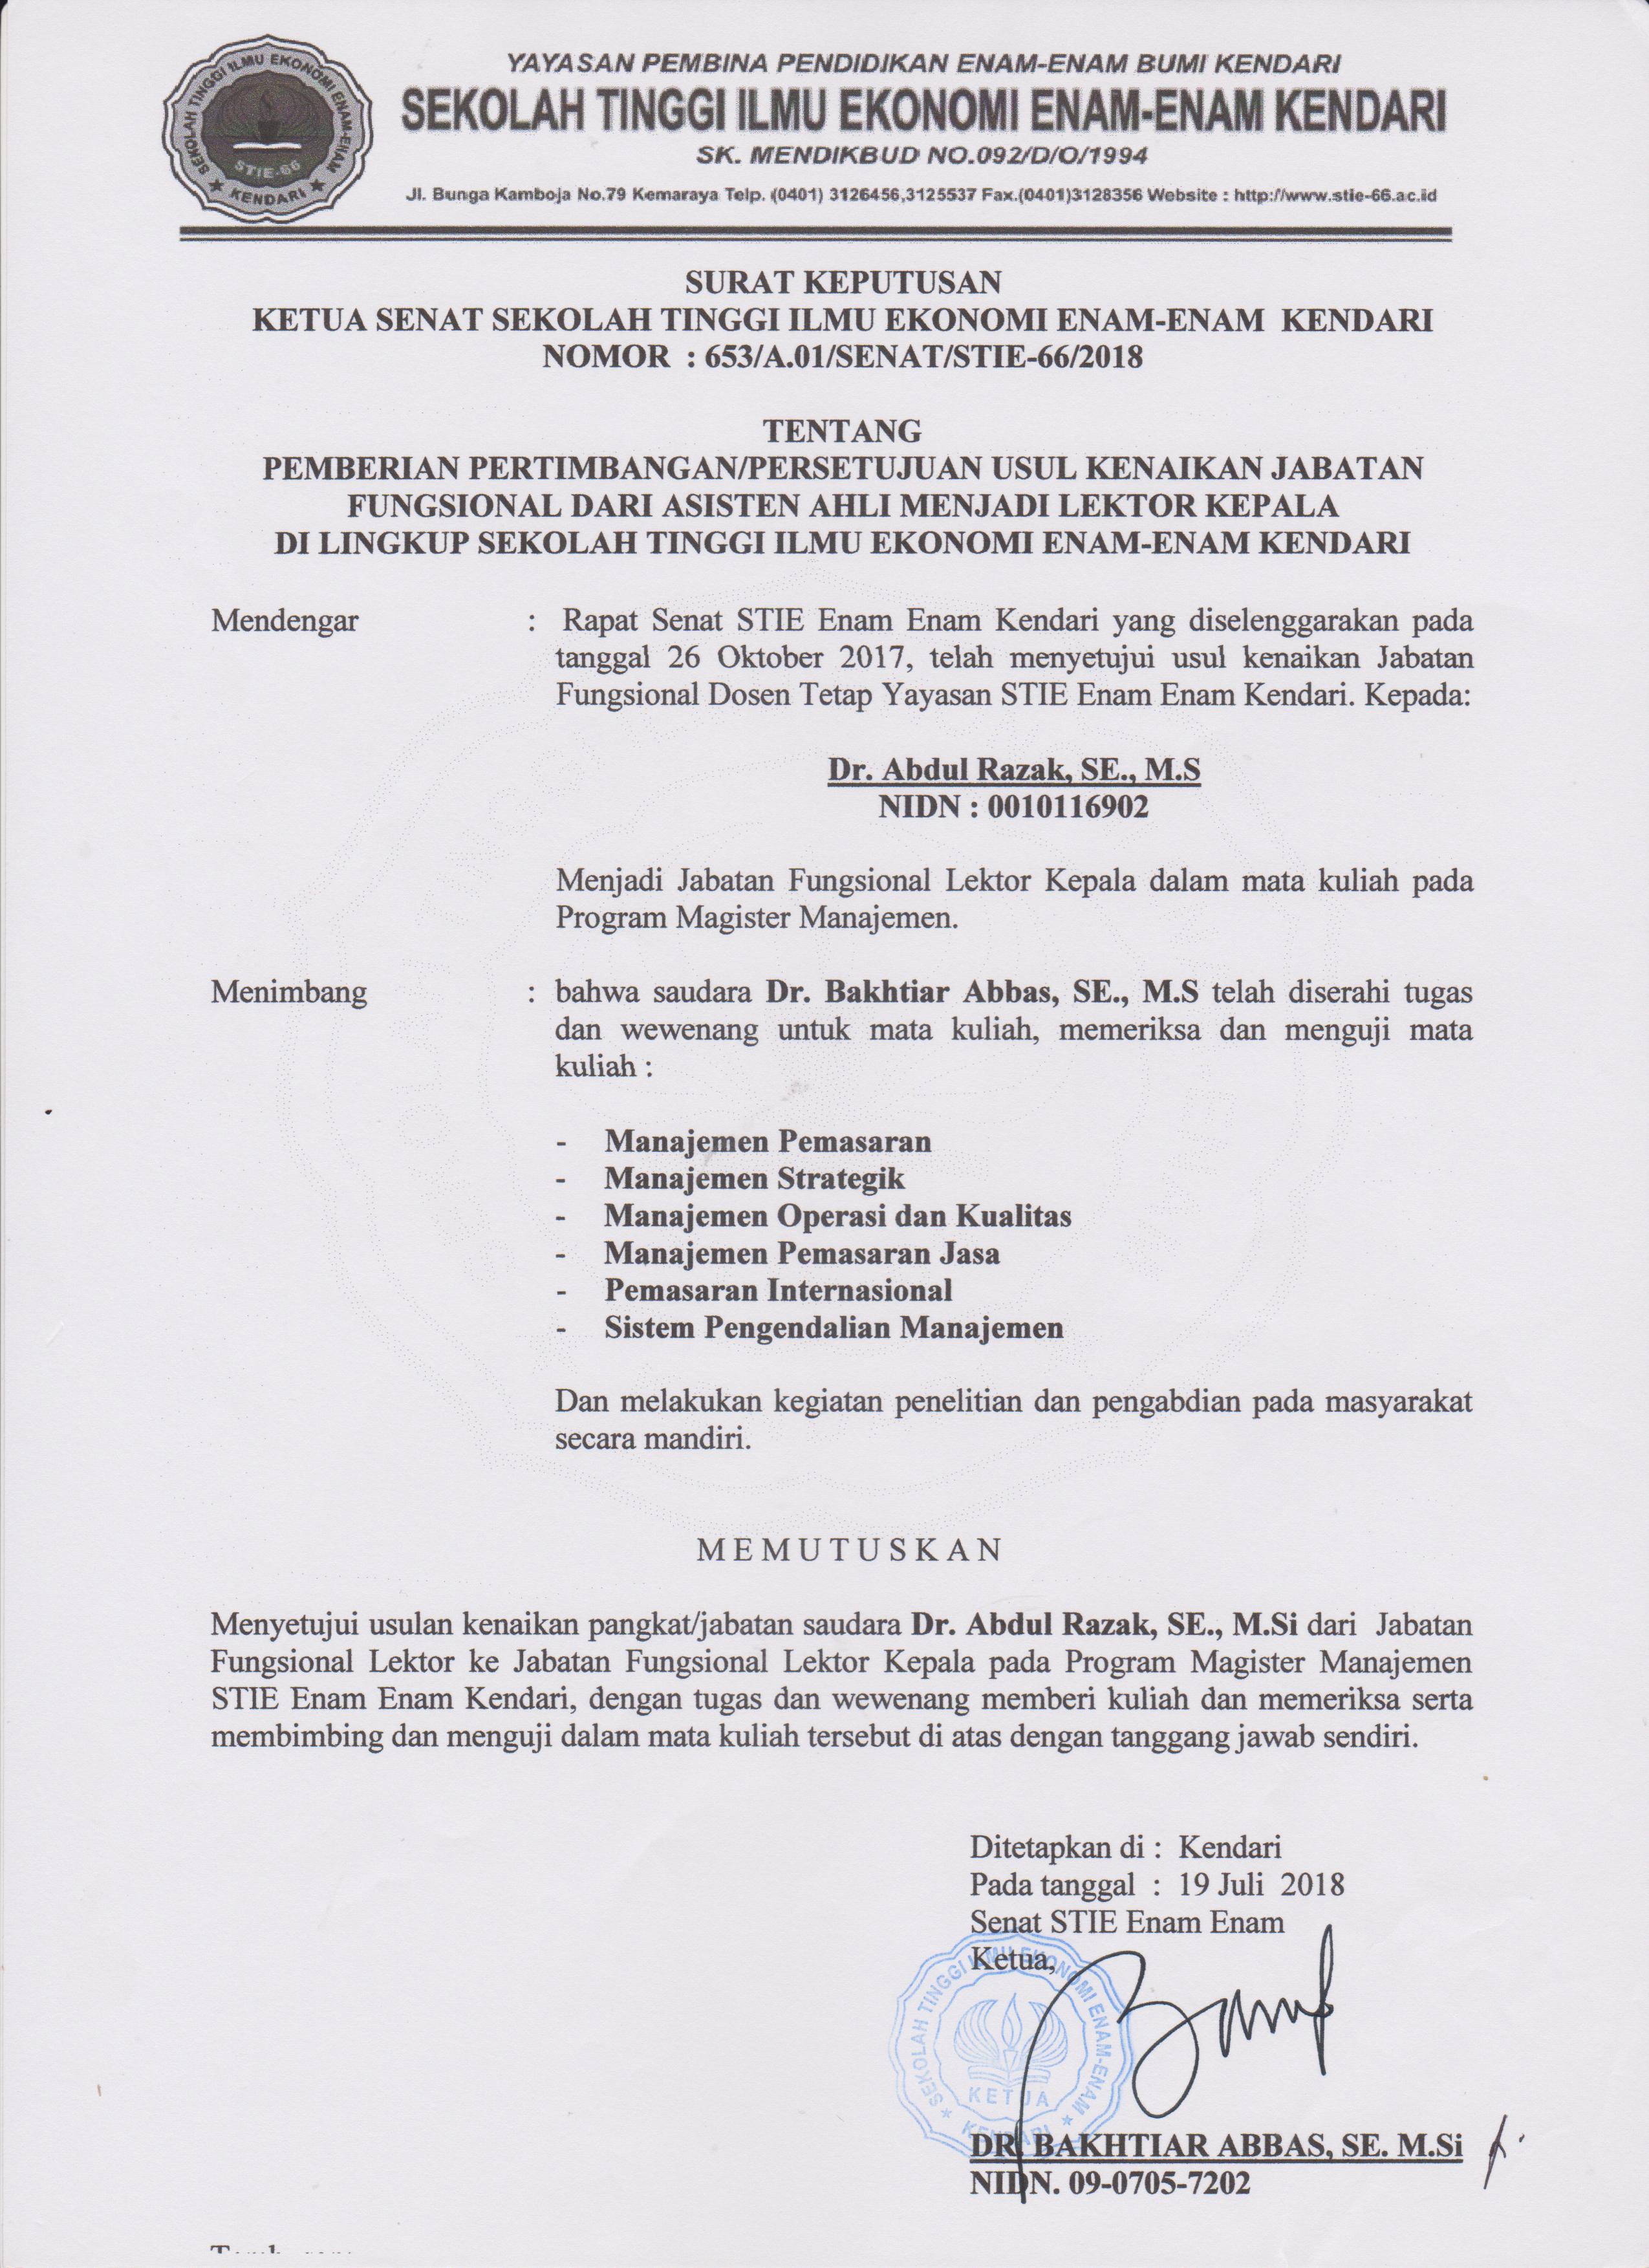 SEKOLAH TINGGI ILMU EKONOMI ENAM-ENAM
STIE-66
KENDARI
YAYASAN PEMBINA PENDIDIKAN ENAM-ENAM BUMI KENDARI
SEKOLAH TINGGI ILMU EKONOMI ENAM-ENAM KENDARI
SK. MENDIKBUD NO.092/D/O/1994
Jl. Bunga Kamboja No.79 Kemaraya Telp. (0401) 3126456,3125537 Fax.(0401)3128356 Website : http://www.stie-66.ac.id
SURAT KEPUTUSAN
KETUA SENAT SEKOLAH TINGGI ILMU EKONOMI ENAM-ENAM KENDARI
NOMOR : 653/A.01/SENAT/STIE-66/2018
TENTANG
PEMBERIAN PERTIMBANGAN/PERSETUJUAN USUL KENAIKAN JABATAN
FUNGSIONAL DARI ASISTEN AHLI MENJADI LEKTOR KEPALA
DI LINGKUP SEKOLAH TINGGI ILMU EKONOMI ENAM-ENAM KENDARI
Mendengar : Rapat Senat STIE Enam Enam Kendari yang diselenggarakan pada
tanggal 26 Oktober 2017, telah menyetujui usul kenaikan Jabatan
Fungsional Dosen Tetap Yayasan STIE Enam Enam Kendari. Kepada:
Dr. Abdul Razak, SE., M.S
NIDN : 0010116902
Menjadi Jabatan Fungsional Lektor Kepala dalam mata kuliah pada
Program Magister Manajemen.
Menimbang : bahwa saudara Dr. Bakhtiar Abbas, SE., M.S telah diserahi tugas
dan wewenang untuk mata kuliah, memeriksa dan menguji mata
kuliah :
- Manajemen Pemasaran
- Manajemen Strategik
- Manajemen Operasi dan Kualitas
- Manajemen Pemasaran Jasa
- Pemasaran Internasional
- Sistem Pengendalian Manajemen
Dan melakukan kegiatan penelitian dan pengabdian pada masyarakat
secara mandiri.
M E M U T U S K A N
Menyetujui usulan kenaikan pangkat/jabatan saudara Dr. Abdul Razak, SE., M.Si dari Jabatan
Fungsional Lektor ke Jabatan Fungsional Lektor Kepala pada Program Magister Manajemen
STIE Enam Enam Kendari, dengan tugas dan wewenang memberi kuliah dan memeriksa serta
membimbing dan menguji dalam mata kuliah tersebut di atas dengan tanggang jawab sendiri.
Ditetapkan di : Kendari
Pada tanggal : 19 Juli 2018
Senat STIE Enam Enam
Ketua,
SEKOLAH TINGGI ILMU EKONOMI ENAM-ENAM
KETUA
KENDARI
DR. BAKHTIAR ABBAS, SE. M.Si
NIDN. 09-0705-7202